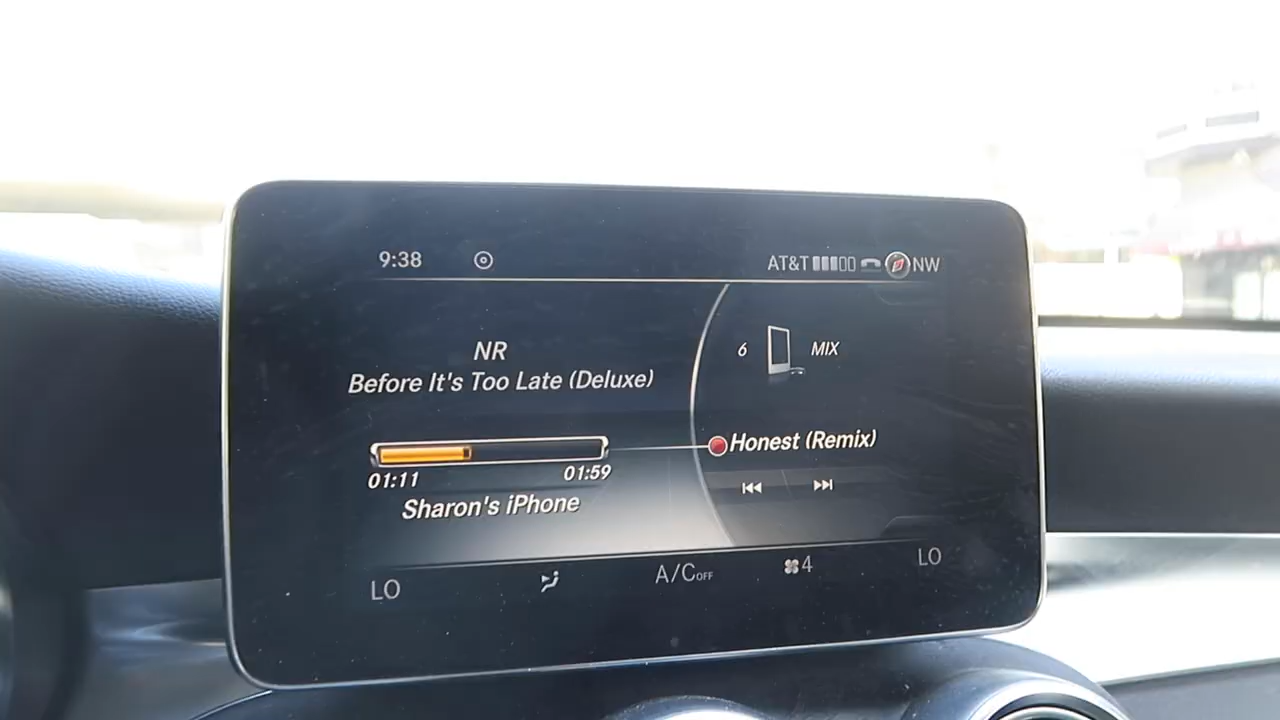 9:38
AT&T NW
NR
Before It's Too Late (Deluxe)
6 MIX
Honest (Remix)
01:11 01:59
Sharon's iPhone
LO A/C OFF 4 LO